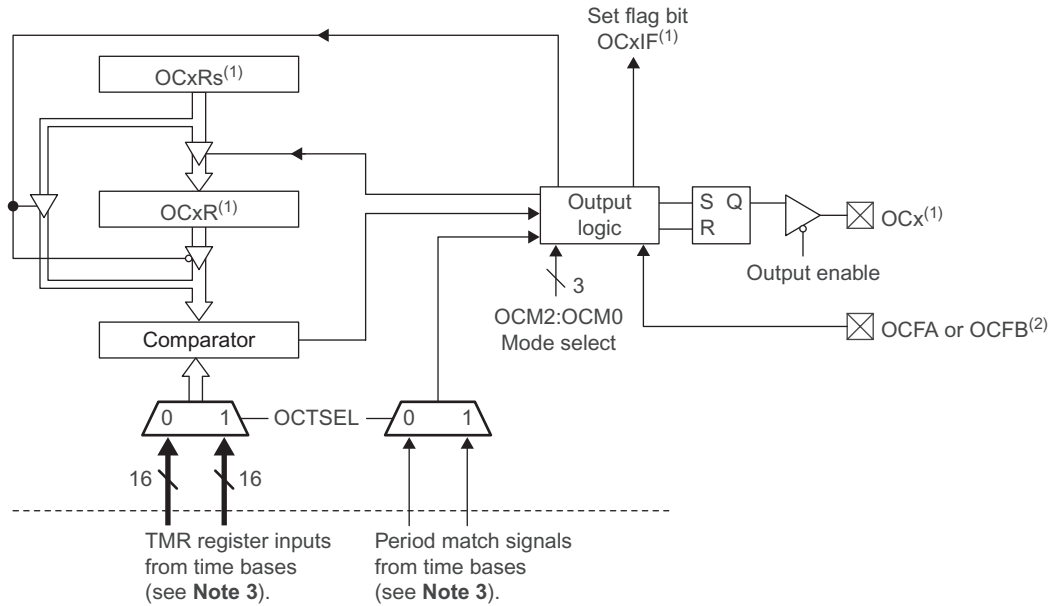 Set flag bit
OCxIF(1)
OCxRs(1)
OCxR(1)
Output
logic
S Q
R
OCx(1)
Output enable
3
OCM2:OCM0
Mode select
OCFA or OCFB(2)
Comparator
0 1
OCTSEL
0 1
16
16
TMR register inputs
from time bases
(see Note 3).
Period match signals
from time bases
(see Note 3).